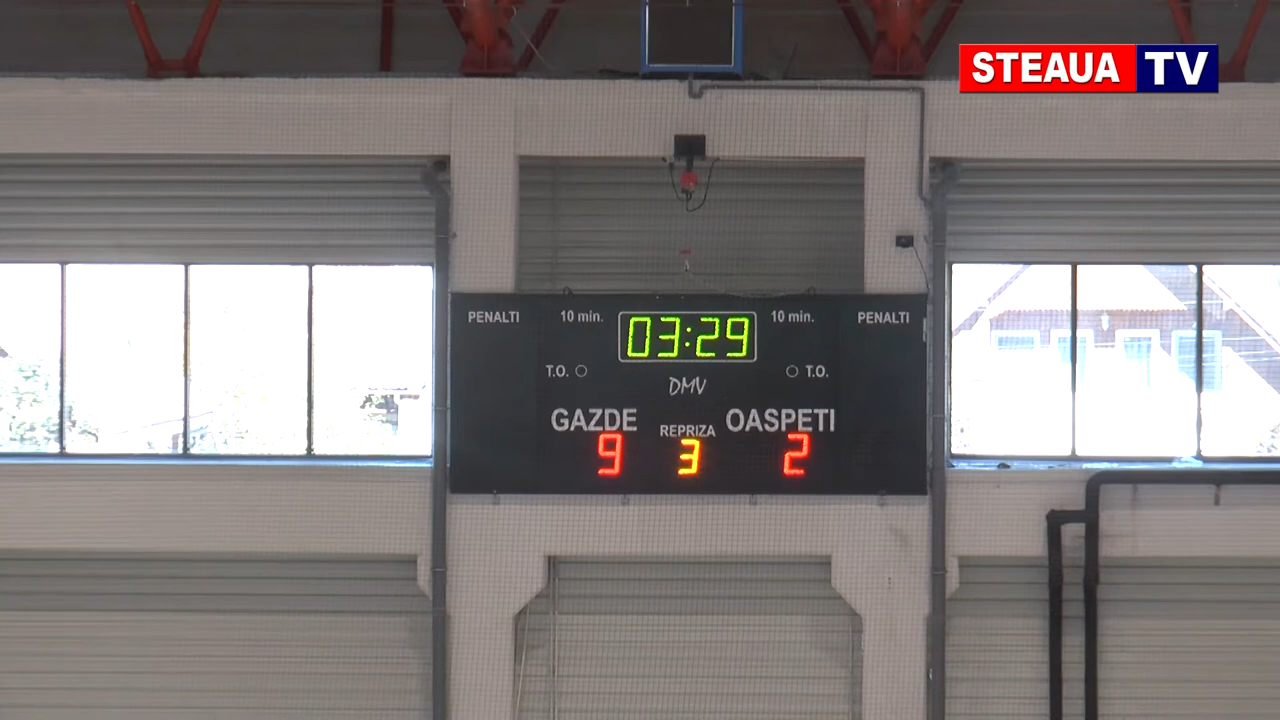 STEAUA TV
PENALTI 10 min. 03:29 10 min. PENALTI
T.O. T.O.
DMV
GAZDE REPRIZA OASPETI
9 3 2